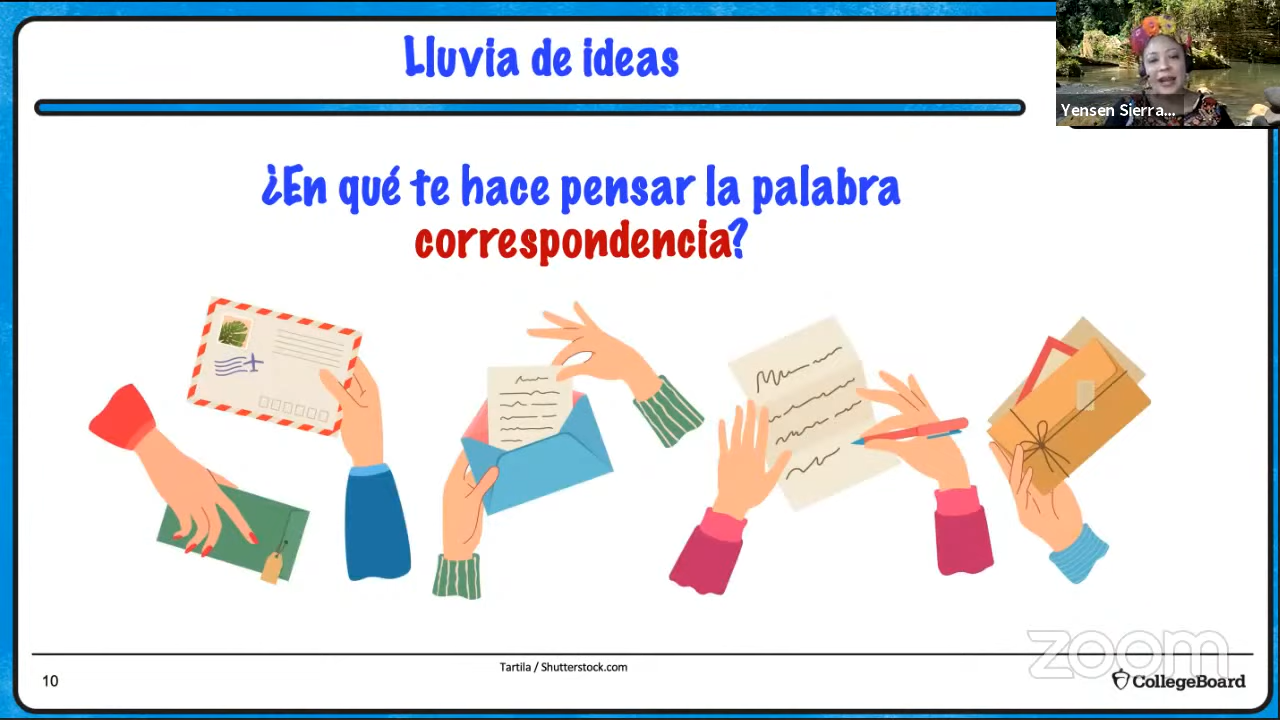 Lluvia de ideas
Yensen Sierra...
¿En qué te hace pensar la palabra
correspondencia?
Tartila / Shutterstock.com
zoom
10
CollegeBoard